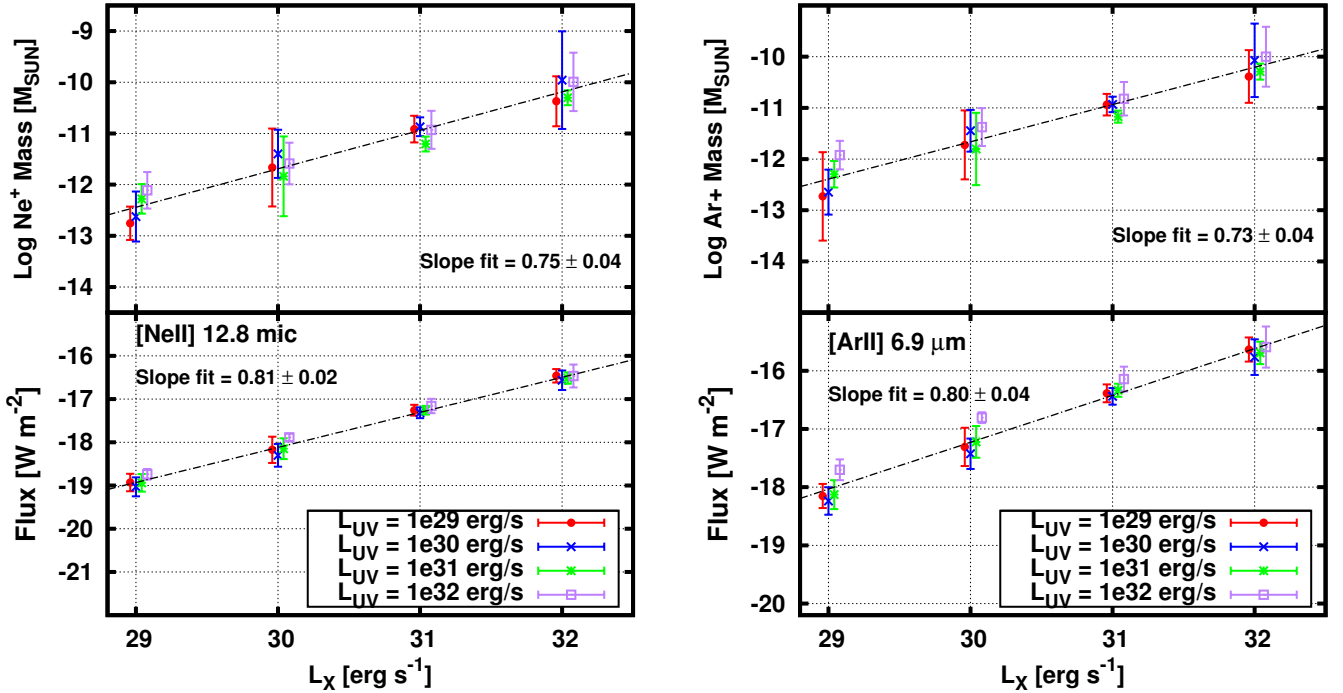 -9
-10
-11
-12
-13
-14
Log Ne+ Mass [MSUN]
Slope fit = 0.75 ± 0.04
[NeII] 12.8 mic
Slope fit = 0.81 ± 0.02
-16
-17
-18
-19
-20
-21
Flux [W m-2]
LUV = 1e29 erg/s
LUV = 1e30 erg/s
LUV = 1e31 erg/s
LUV = 1e32 erg/s
29 30 31 32
LX [erg s-1]
-10
-11
-12
-13
-14
Log Ar+ Mass [MSUN]
Slope fit = 0.73 ± 0.04
[ArII] 6.9 μm
Slope fit = 0.80 ± 0.04
-16
-17
-18
-19
-20
Flux [W m-2]
LUV = 1e29 erg/s
LUV = 1e30 erg/s
LUV = 1e31 erg/s
LUV = 1e32 erg/s
29 30 31 32
LX [erg s-1]